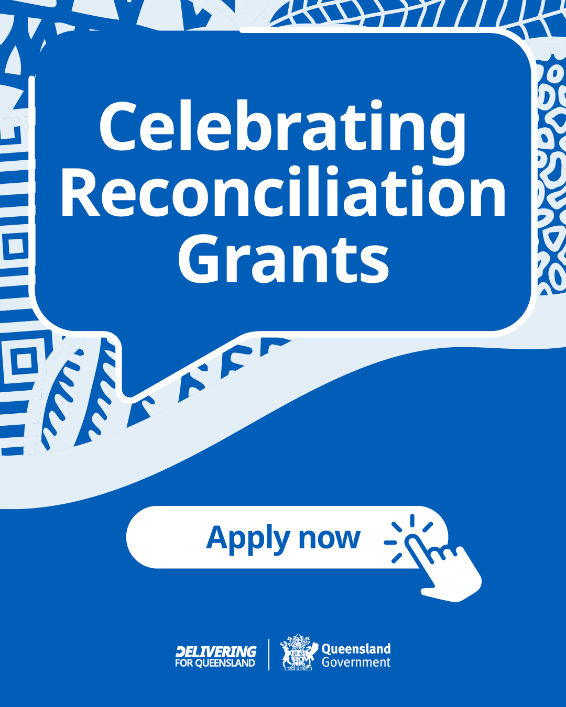 Celebrating
Reconciliation
Grants
Apply now
DELIVERING
FOR QUEENSLAND
Queensland
Government